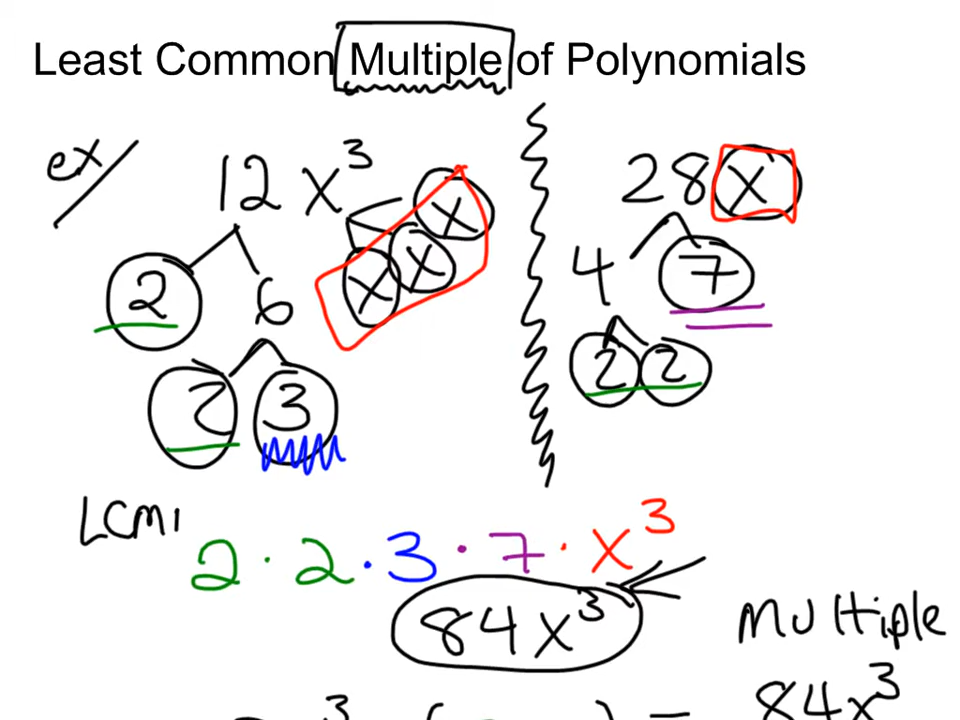 Least Common Multiple of Polynomials
ex/ 12x³ 28x
x
x x
2 6 4 7
2 3 2 2
LCM
2 · 2 · 3 · 7 · x³
84x³
Multiple
84x³